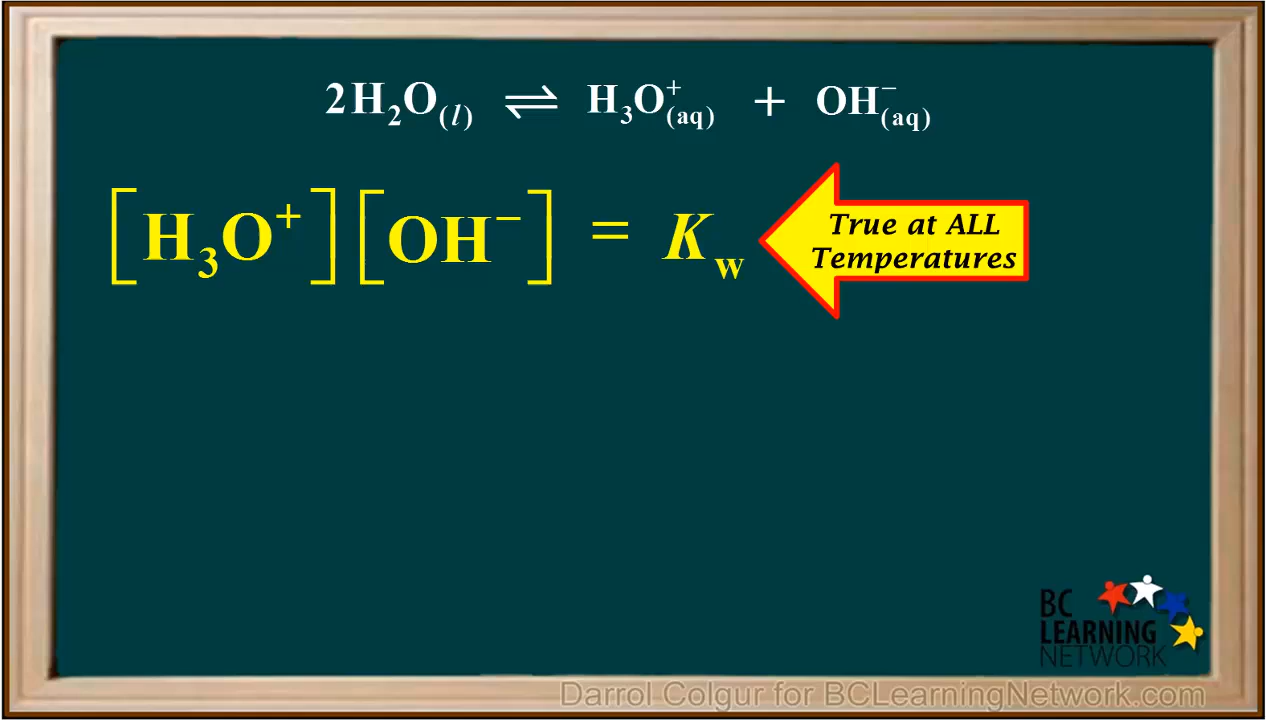 2H₂O(l) ⇌ H₃O⁺(aq) + OH⁻(aq)
[H₃O⁺][OH⁻] = Kw
True at ALL
Temperatures
BC
LEARNING
NETWORK
Darrol Colgur for BCLearningNetwork.com